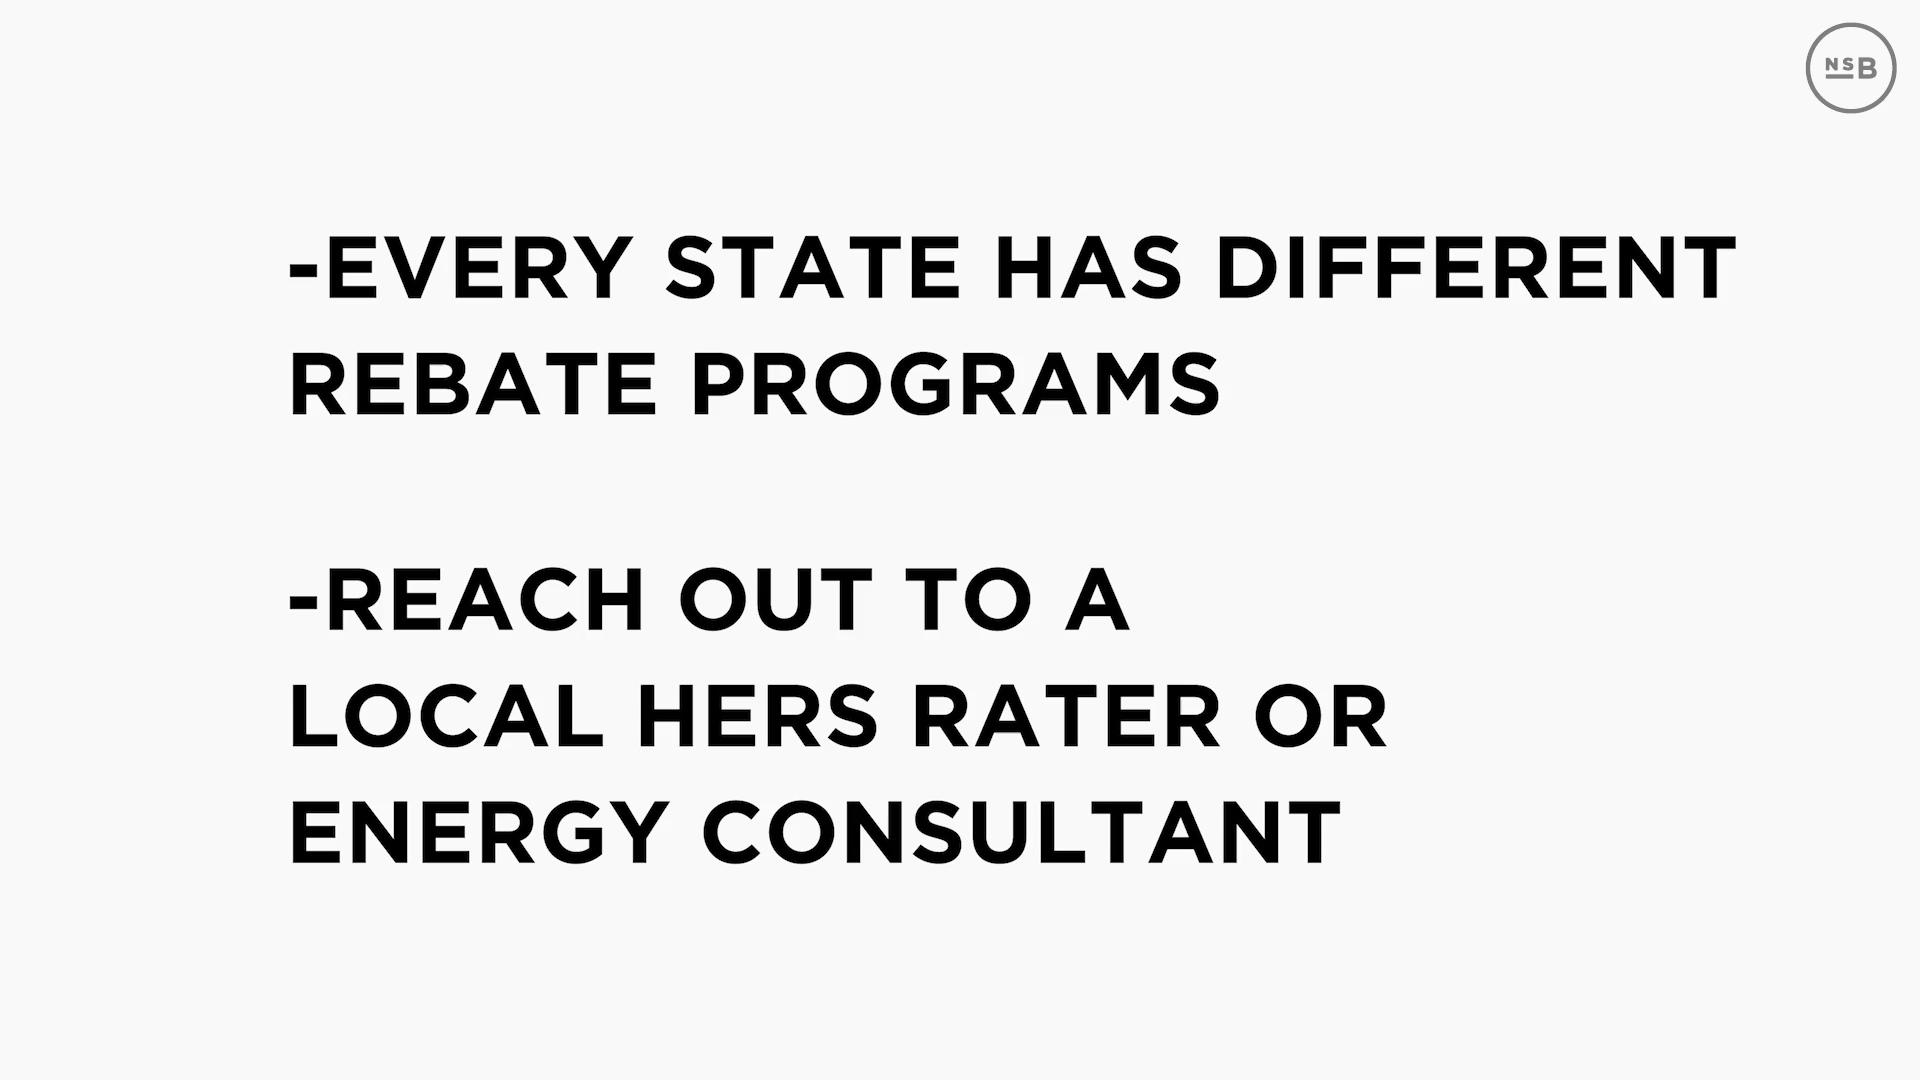 NSB
-EVERY STATE HAS DIFFERENT
REBATE PROGRAMS
-REACH OUT TO A
LOCAL HERS RATER OR
ENERGY CONSULTANT